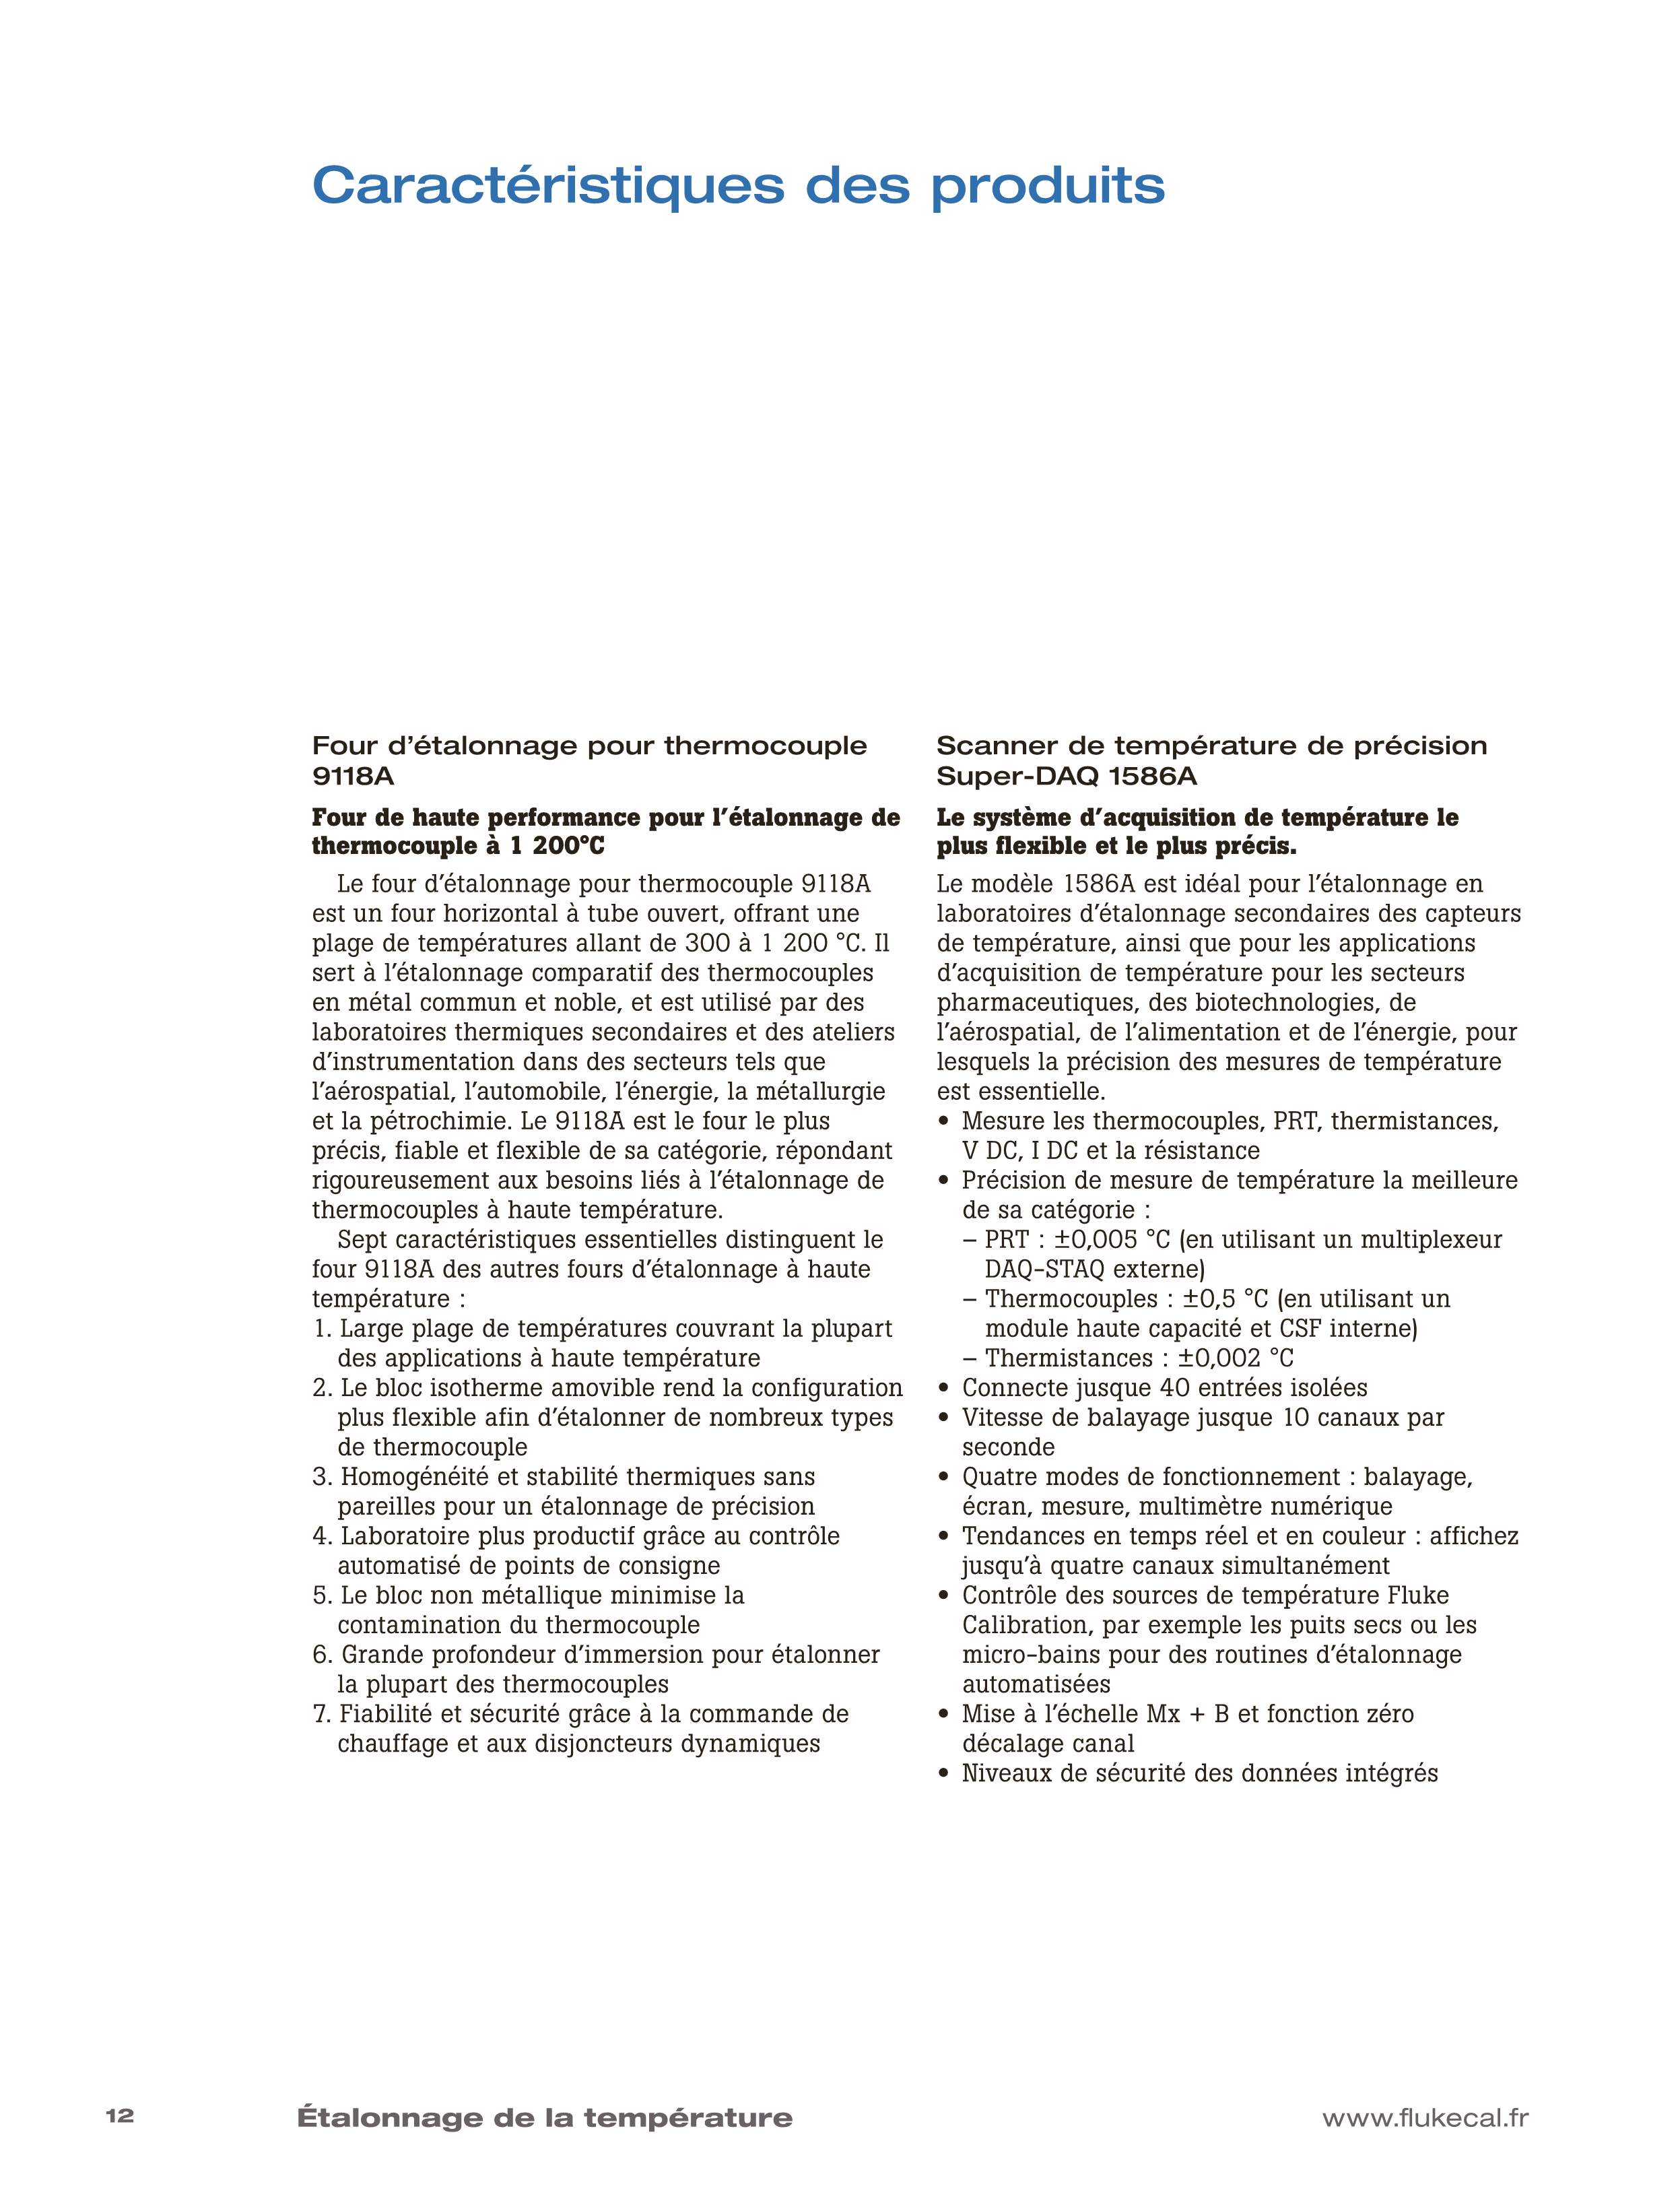 Caractéristiques des produits
Four d’étalonnage pour thermocouple
9118A
Four de haute performance pour l’étalonnage de
thermocouple à 1 200°C
Le four d’étalonnage pour thermocouple 9118A
est un four horizontal à tube ouvert, offrant une
plage de températures allant de 300 à 1 200 °C. Il
sert à l’étalonnage comparatif des thermocouples
en métal commun et noble, et est utilisé par des
laboratoires thermiques secondaires et des ateliers
d’instrumentation dans des secteurs tels que
l’aérospatial, l’automobile, l’énergie, la métallurgie
et la pétrochimie. Le 9118A est le four le plus
précis, fiable et flexible de sa catégorie, répondant
rigoureusement aux besoins liés à l’étalonnage de
thermocouples à haute température.
Sept caractéristiques essentielles distinguent le
four 9118A des autres fours d’étalonnage à haute
température :
1. Large plage de températures couvrant la plupart
des applications à haute température
2. Le bloc isotherme amovible rend la configuration
plus flexible afin d’étalonner de nombreux types
de thermocouple
3. Homogénéité et stabilité thermiques sans
pareilles pour un étalonnage de précision
4. Laboratoire plus productif grâce au contrôle
automatisé de points de consigne
5. Le bloc non métallique minimise la
contamination du thermocouple
6. Grande profondeur d’immersion pour étalonner
la plupart des thermocouples
7. Fiabilité et sécurité grâce à la commande de
chauffage et aux disjoncteurs dynamiques
Scanner de température de précision
Super-DAQ 1586A
Le système d’acquisition de température le
plus flexible et le plus précis.
Le modèle 1586A est idéal pour l’étalonnage en
laboratoires d’étalonnage secondaires des capteurs
de température, ainsi que pour les applications
d’acquisition de température pour les secteurs
pharmaceutiques, des biotechnologies, de
l’aérospatial, de l’alimentation et de l’énergie, pour
lesquels la précision des mesures de température
est essentielle.
• Mesure les thermocouples, PRT, thermistances,
V DC, I DC et la résistance
• Précision de mesure de température la meilleure
de sa catégorie :
– PRT : ±0,005 °C (en utilisant un multiplexeur
DAQ-STAQ externe)
– Thermocouples : ±0,5 °C (en utilisant un
module haute capacité et CSF interne)
– Thermistances : ±0,002 °C
• Connecte jusque 40 entrées isolées
• Vitesse de balayage jusque 10 canaux par
seconde
• Quatre modes de fonctionnement : balayage,
écran, mesure, multimètre numérique
• Tendances en temps réel et en couleur : affichez
jusqu’à quatre canaux simultanément
• Contrôle des sources de température Fluke
Calibration, par exemple les puits secs ou les
micro-bains pour des routines d’étalonnage
automatisées
• Mise à l’échelle Mx + B et fonction zéro
décalage canal
• Niveaux de sécurité des données intégrés
12
Étalonnage de la température
www.flukecal.fr